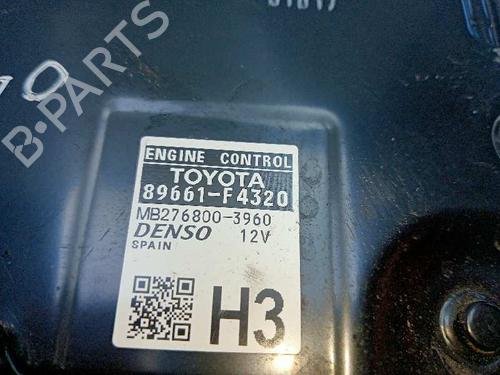 ENGINE CONTROL
TOYOTA
89661-F4320
MB276800-3960
DENSO 12V
SPAIN
H3
B-PARTS